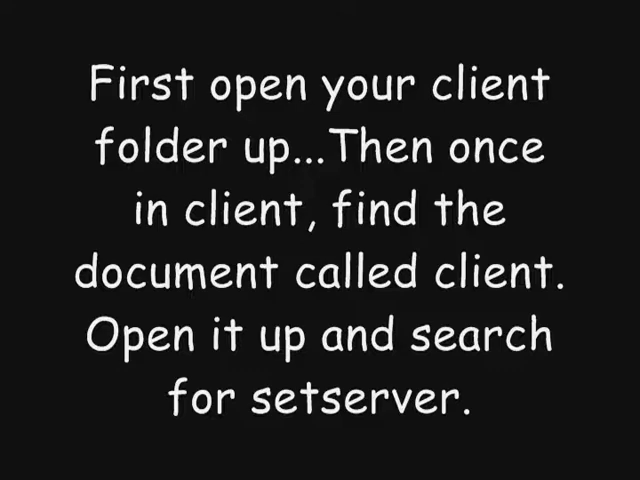 First open your client
folder up...Then once
in client, find the
document called client.
Open it up and search
for setserver.